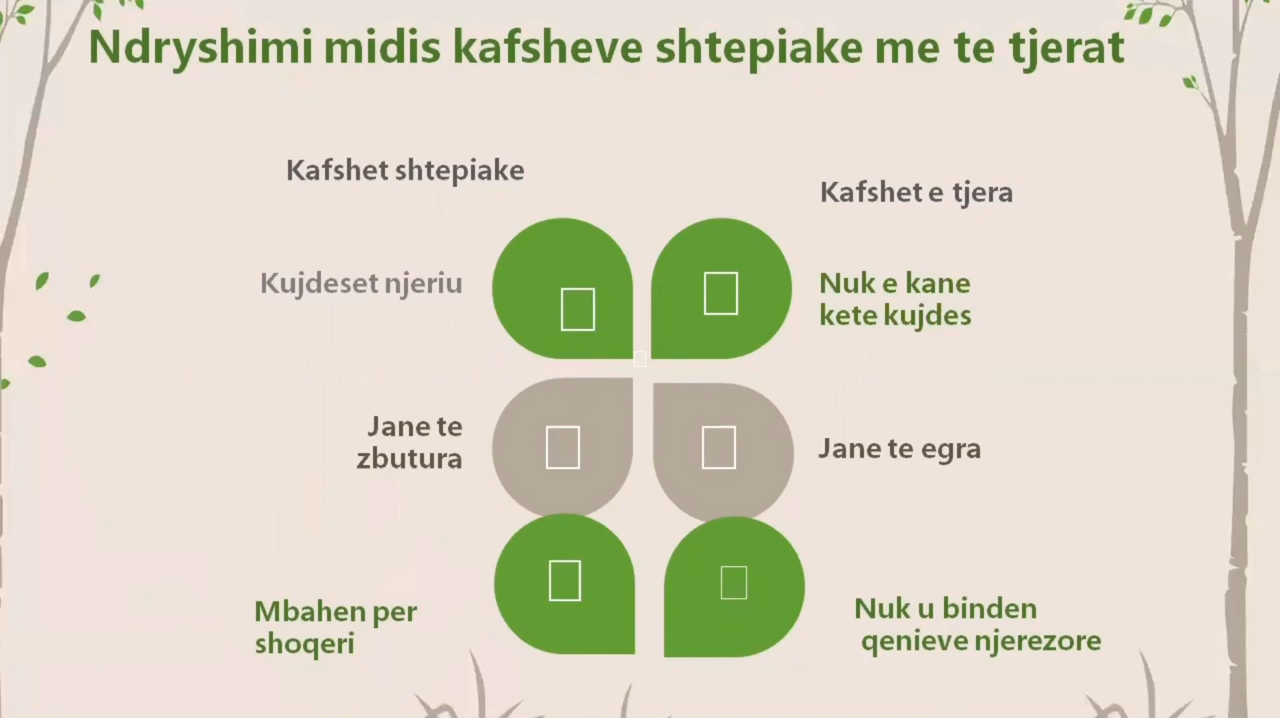 Ndryshimi midis kafsheve shtepiake me te tjerat
Kafshet shtepiake
Kafshet e tjera
Kujdeset njeriu
Nuk e kane
kete kujdes
Jane te
zbutura
Jane te egra
Mbahen per
shoqeri
Nuk u binden
qenieve njerezore